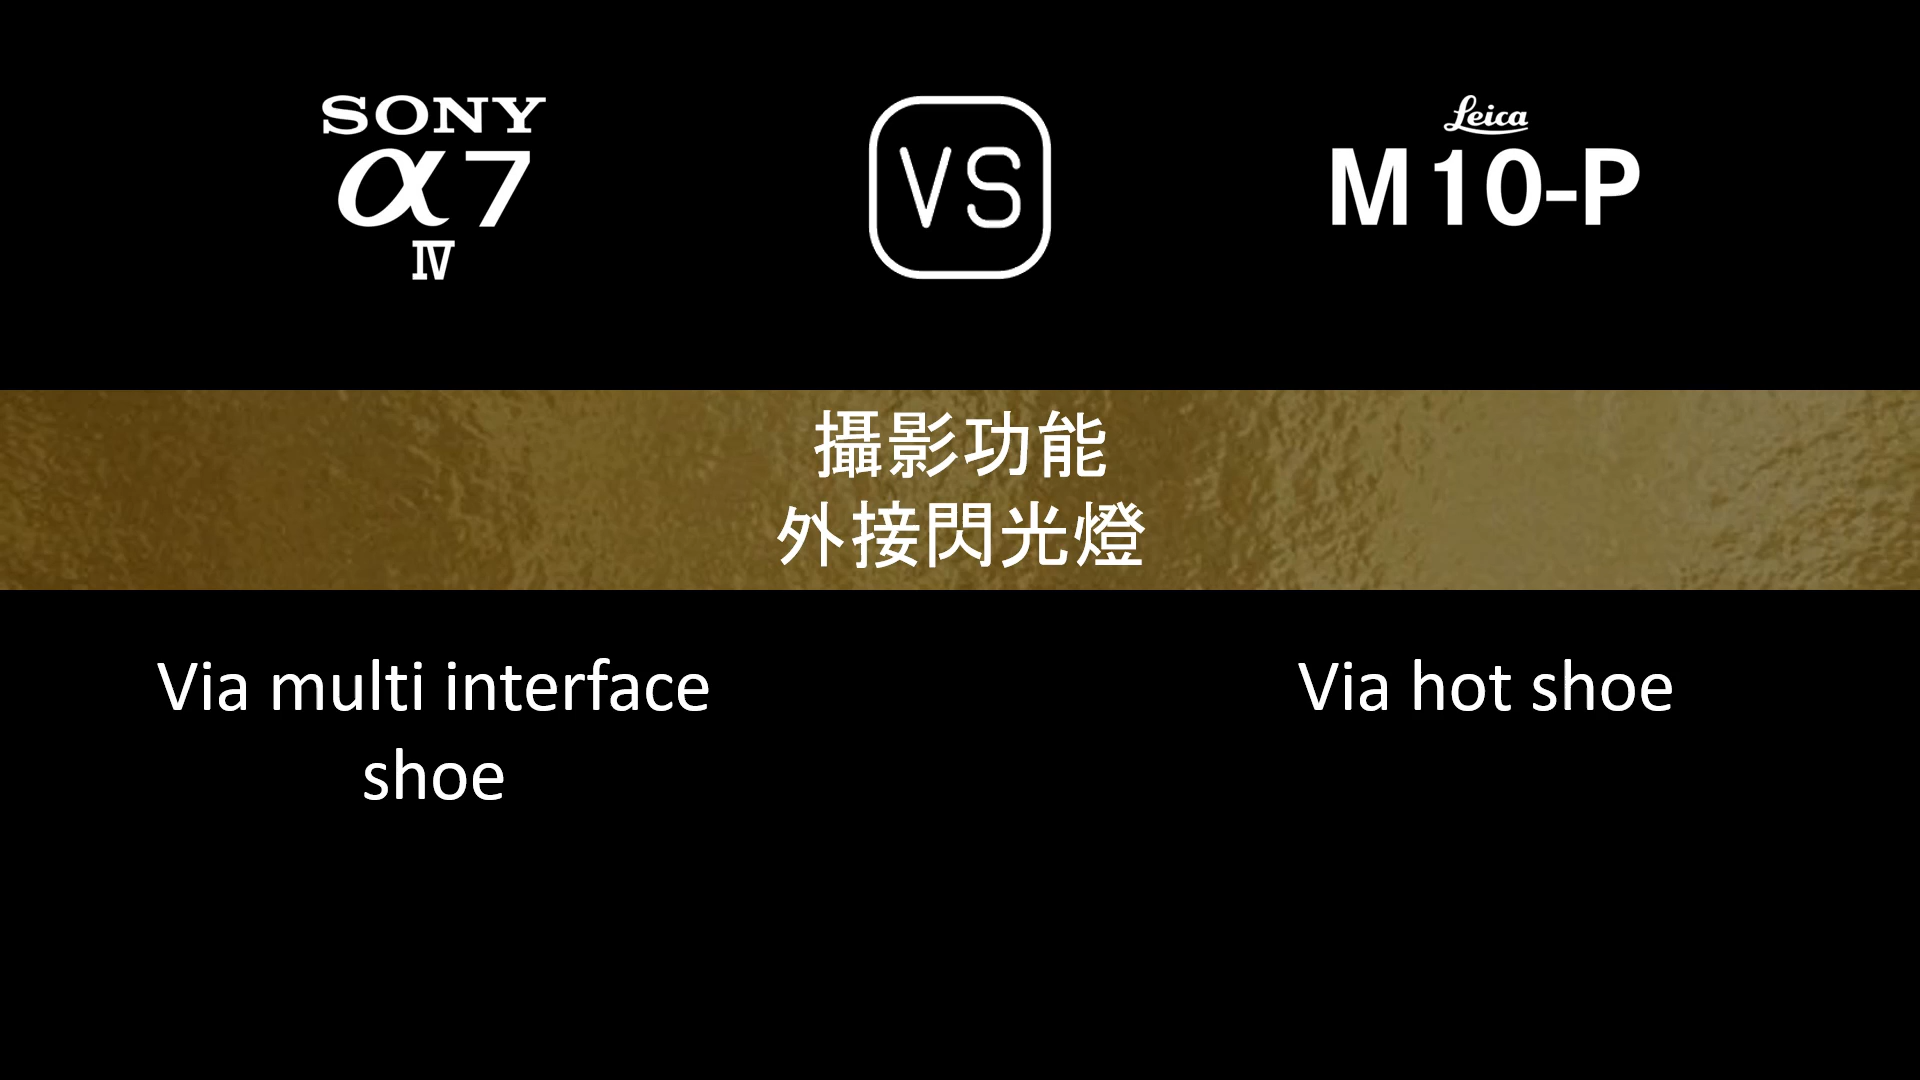 SONY
α7
IV
VS
Leica
M10-P
攝影功能
外接閃光燈
Via multi interface
shoe
Via hot shoe